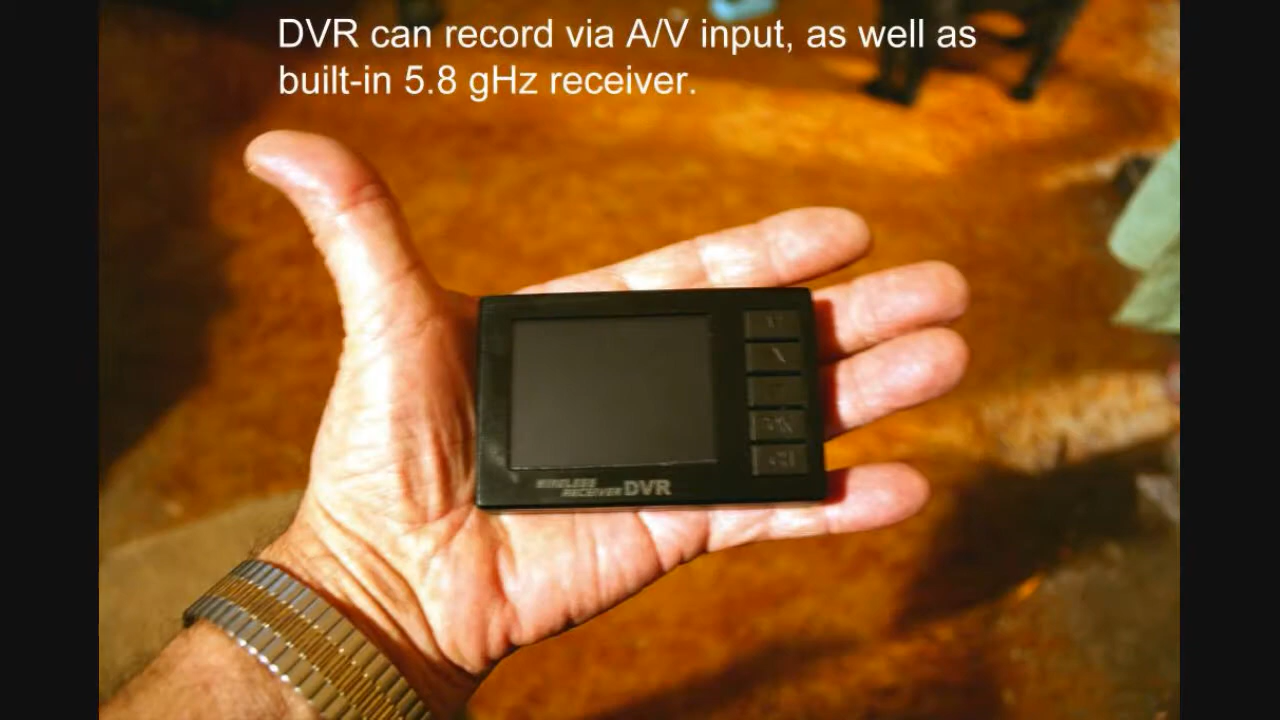 DVR can record via A/V input, as well as
built-in 5.8 gHz receiver.
WIRELESS
RECEIVER DVR